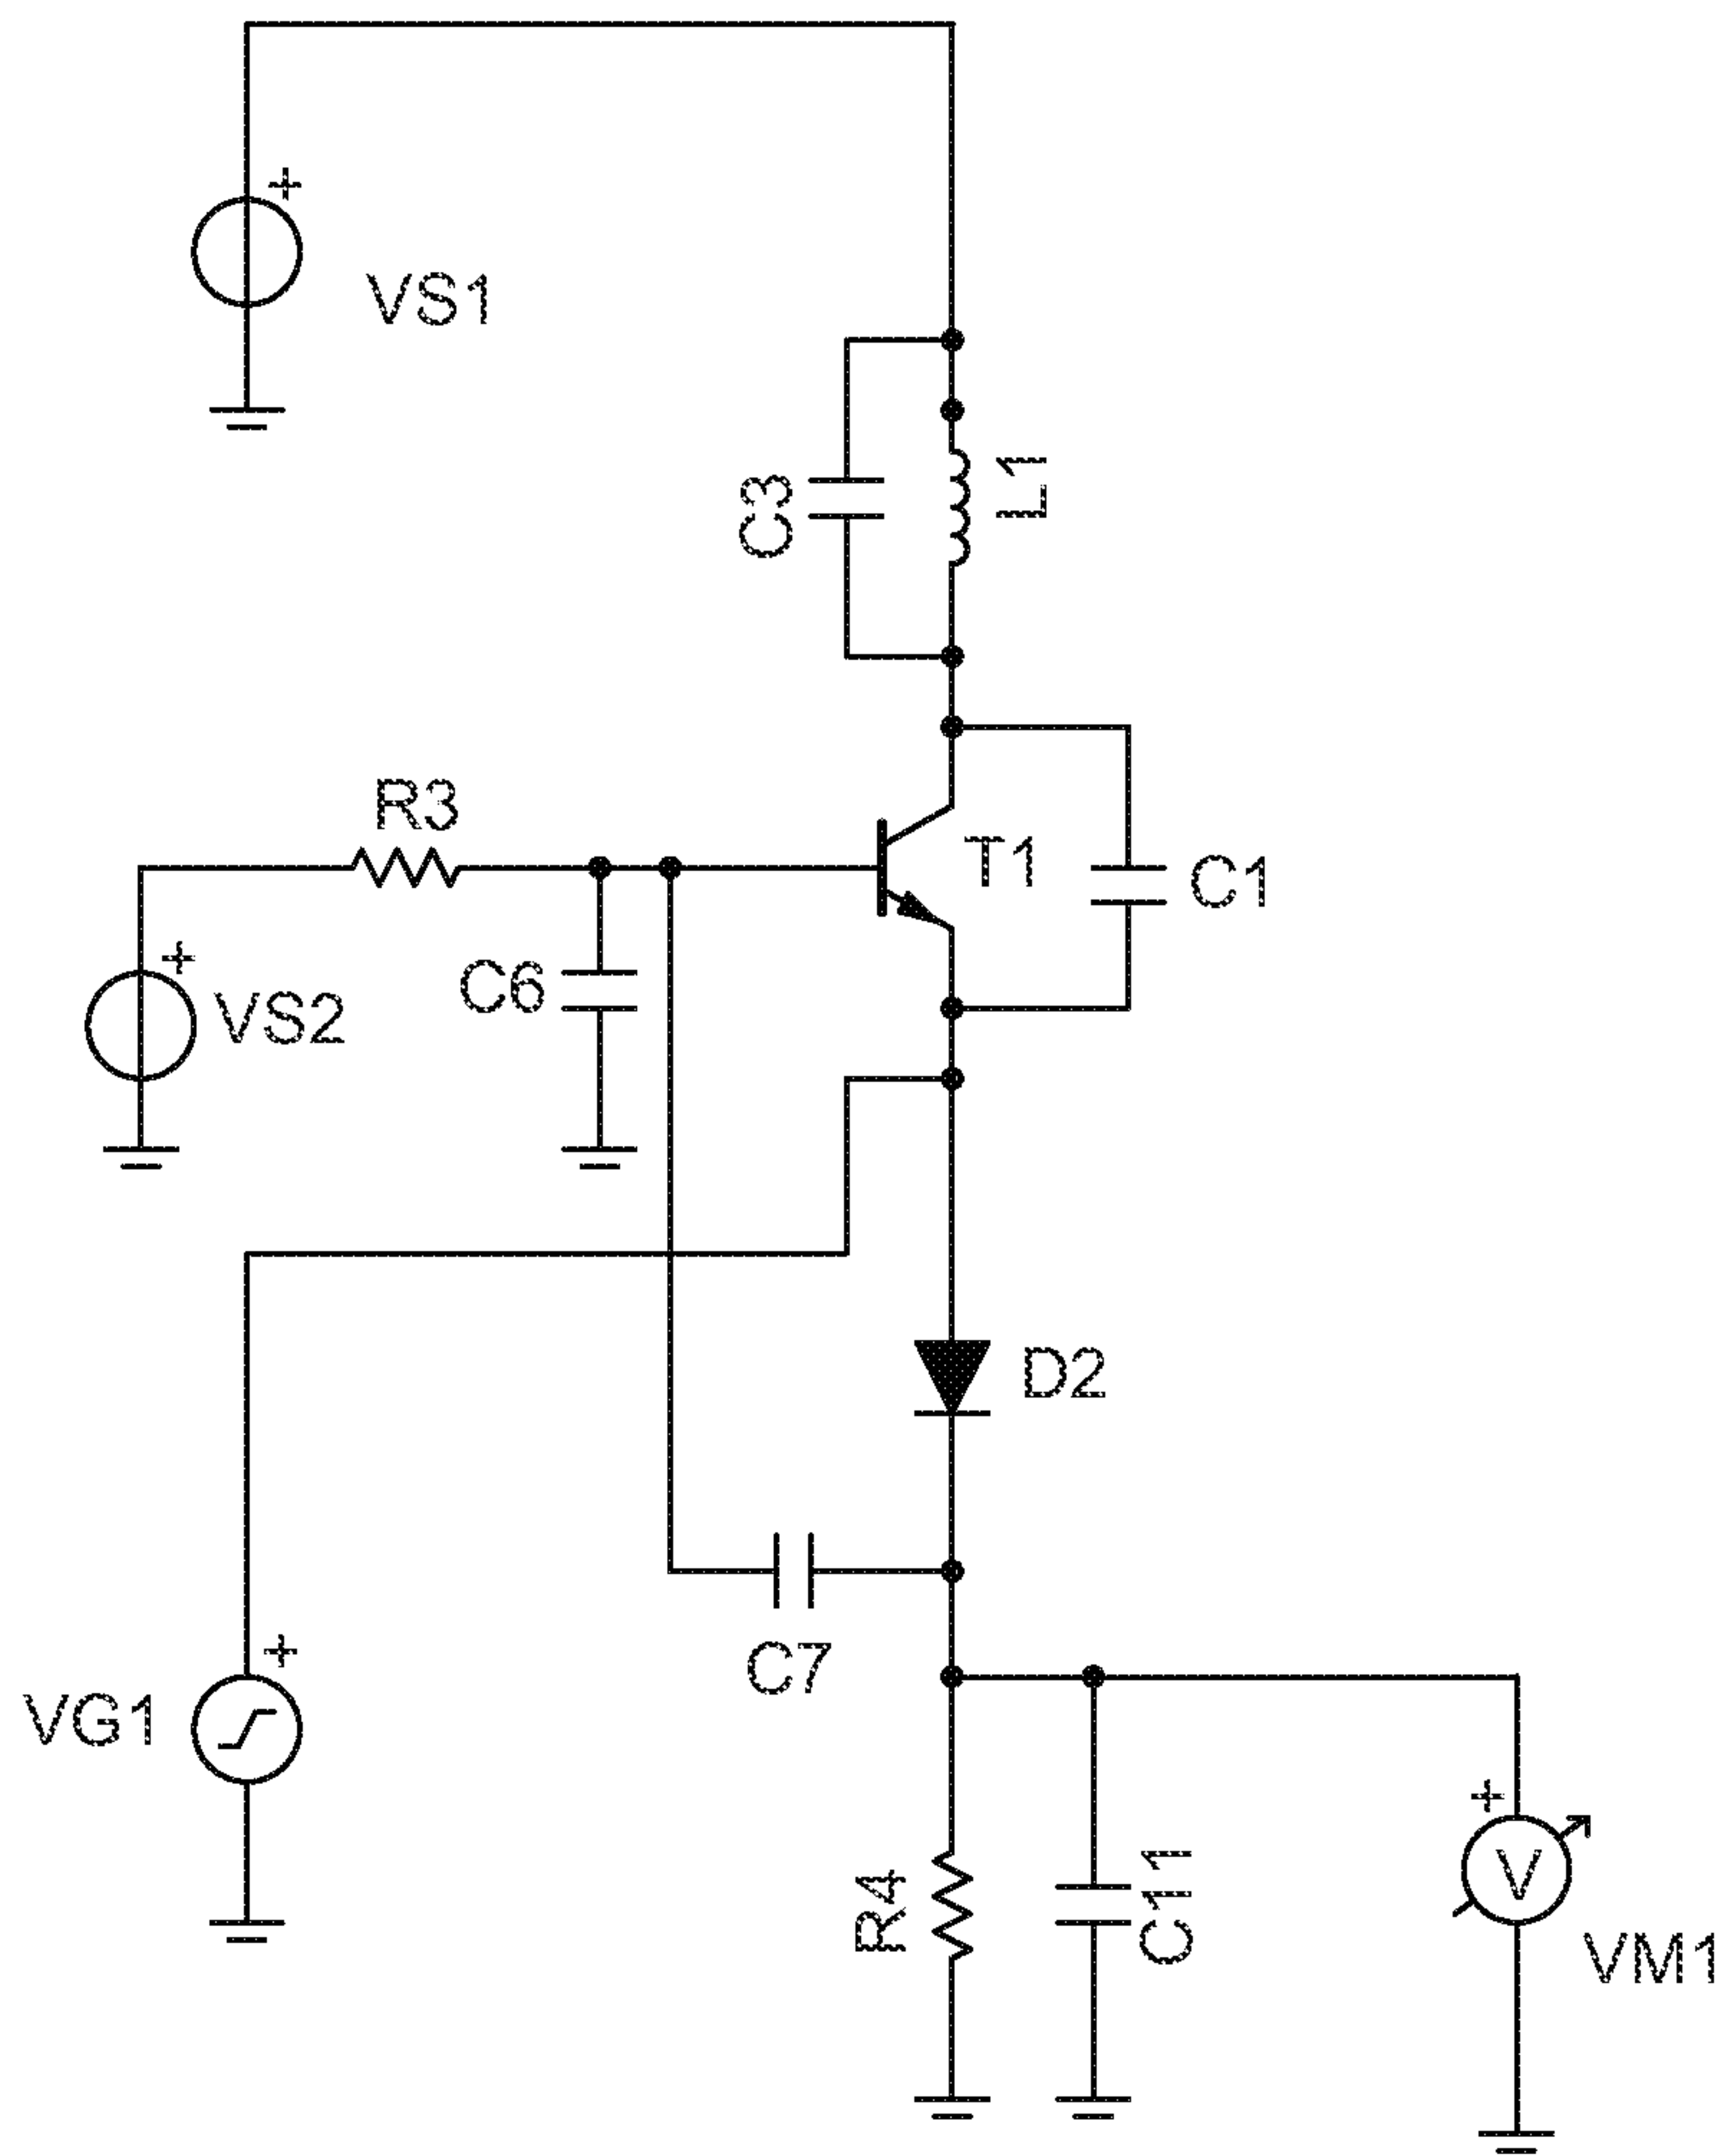 +
VS1
C3
L1
R3
T1
C1
+
VS2
C6
D2
C7
+
VG1
+
V
R4
C11
VM1